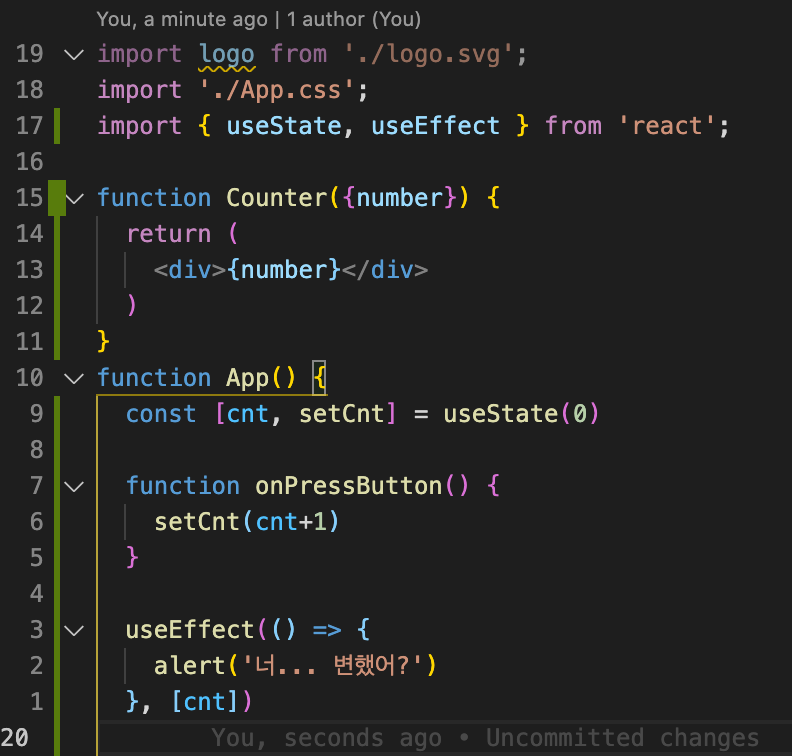 You, a minute ago | 1 author (You)
19 import logo from './logo.svg';
18 import './App.css';
17 import { useState, useEffect } from 'react';
16
15 function Counter({number}) {
14   return (
13     <div>{number}</div>
12   )
11 }
10 function App() {
9   const [cnt, setCnt] = useState(0)
8
7   function onPressButton() {
6     setCnt(cnt+1)
5   }
4
3   useEffect(() => {
2     alert('너... 변했어?')
1   }, [cnt])
20 You, seconds ago • Uncommitted changes